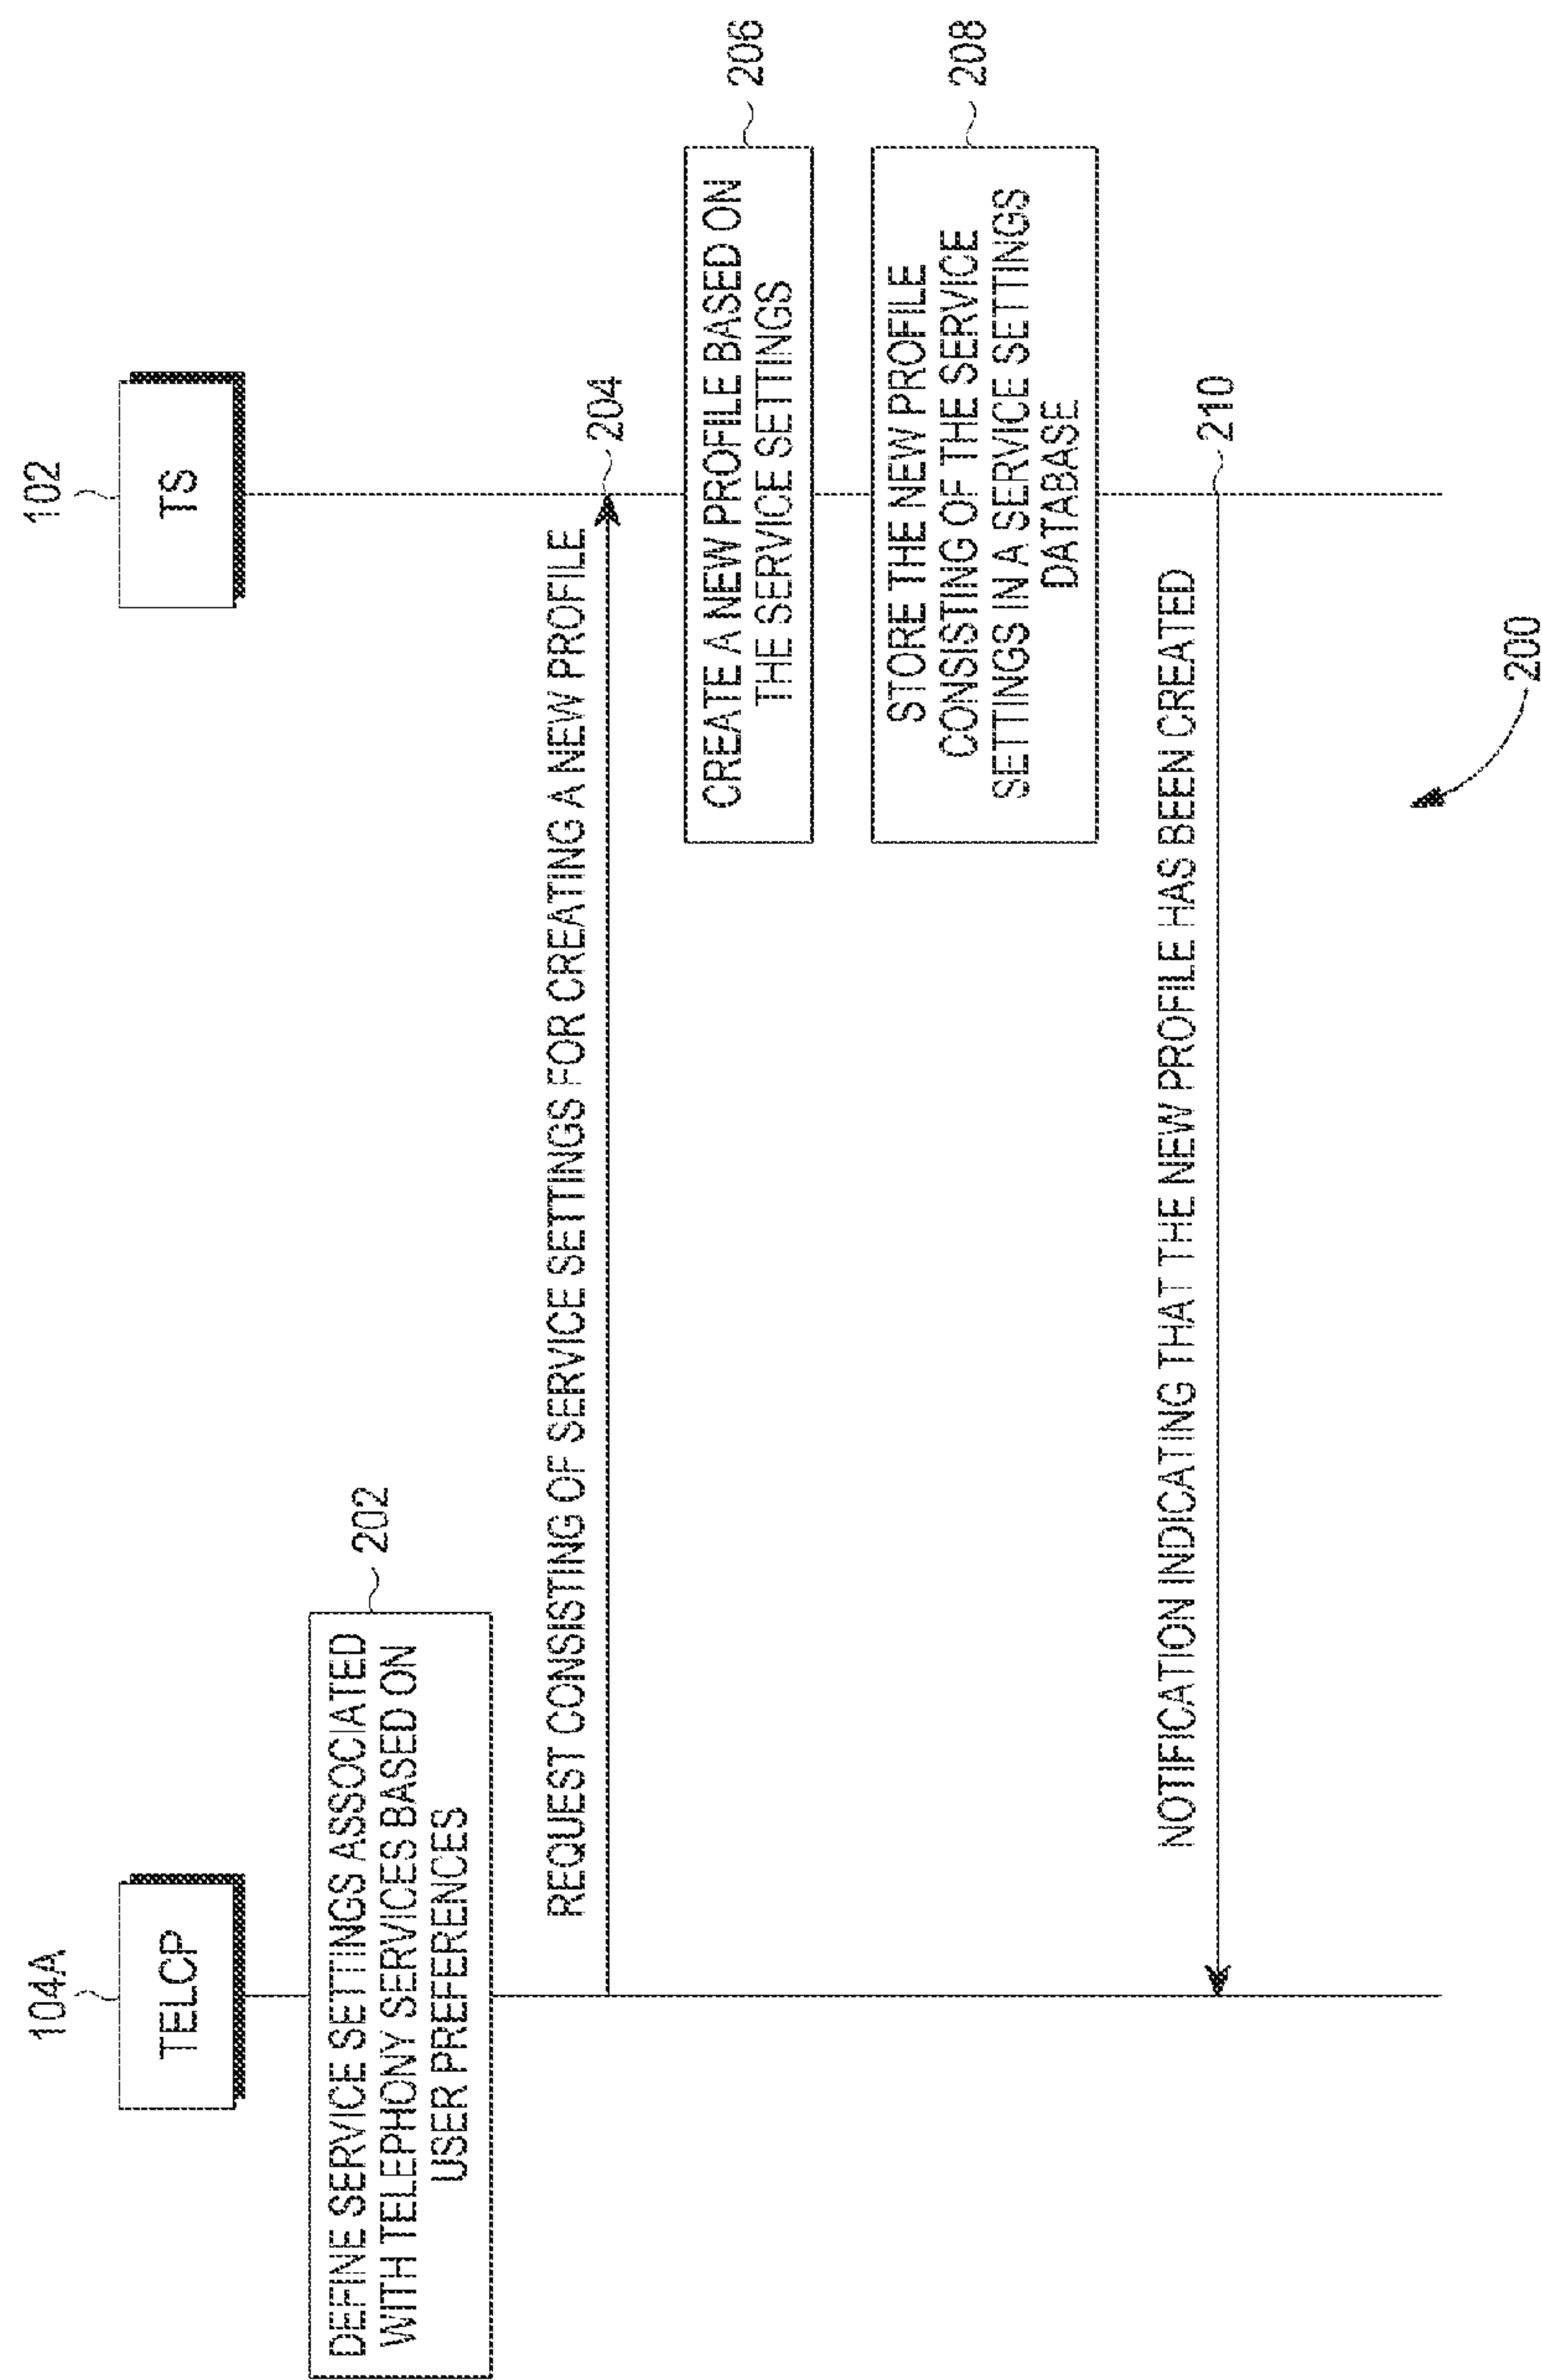 104A
TELCP
102
TS
DEFINE SERVICE SETTINGS ASSOCIATED
WITH TELEPHONY SERVICES BASED ON
USER PREFERENCES
202
REQUEST CONSISTING OF SERVICE SETTINGS FOR CREATING A NEW PROFILE
204
CREATE A NEW PROFILE BASED ON
THE SERVICE SETTINGS
206
STORE THE NEW PROFILE
CONSISTING OF THE SERVICE
SETTINGS IN A SERVICE SETTINGS
DATABASE
208
NOTIFICATION INDICATING THAT THE NEW PROFILE HAS BEEN CREATED
210
200